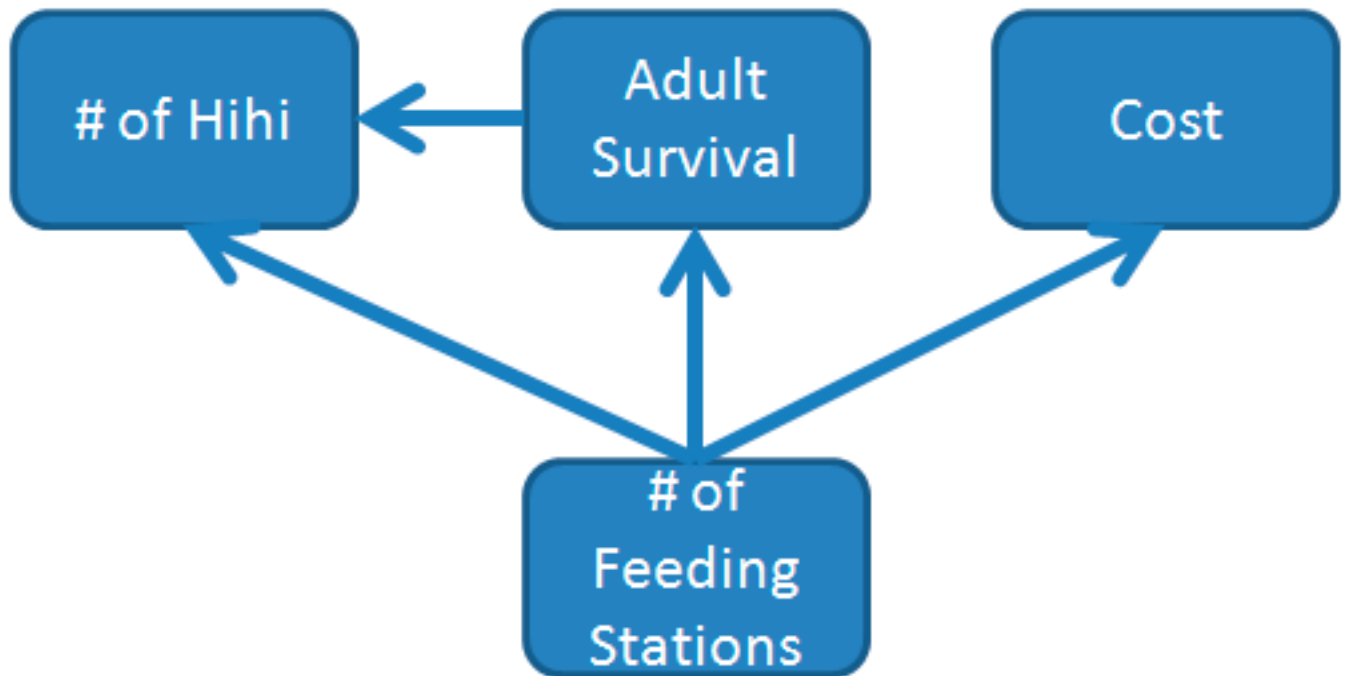 # of Hihi
Adult
Survival
Cost
# of
Feeding
Stations